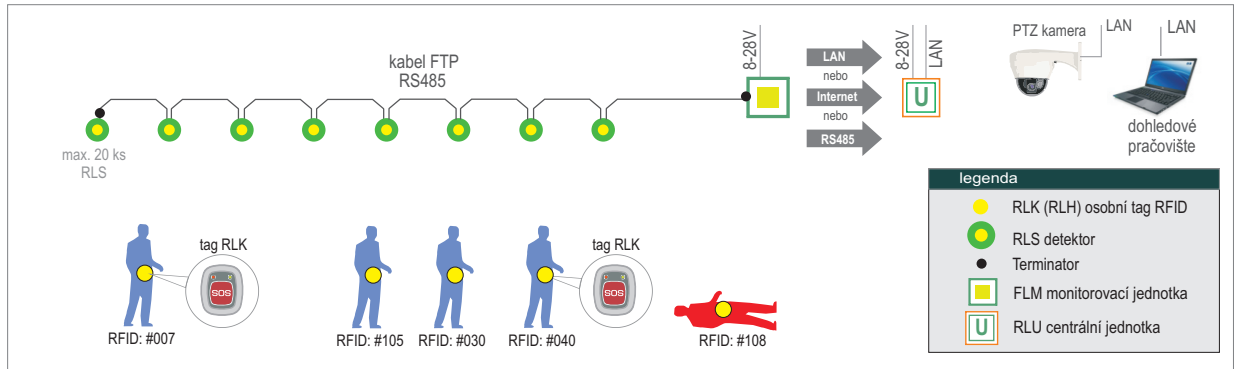 kabel FTP
RS485
max. 20 ks
RLS
8-28V
LAN
nebo
Internet
nebo
RS485
8-28V
LAN
U
PTZ kamera
LAN
LAN
dohledové
pračoviště
legenda
RLK (RLH) osobní tag RFID
RLS detektor
Terminator
FLM monitorovací jednotka
U
RLU centrální jednotka
tag RLK
SOS
tag RLK
SOS
RFID: #007
RFID: #105
RFID: #030
RFID: #040
RFID: #108